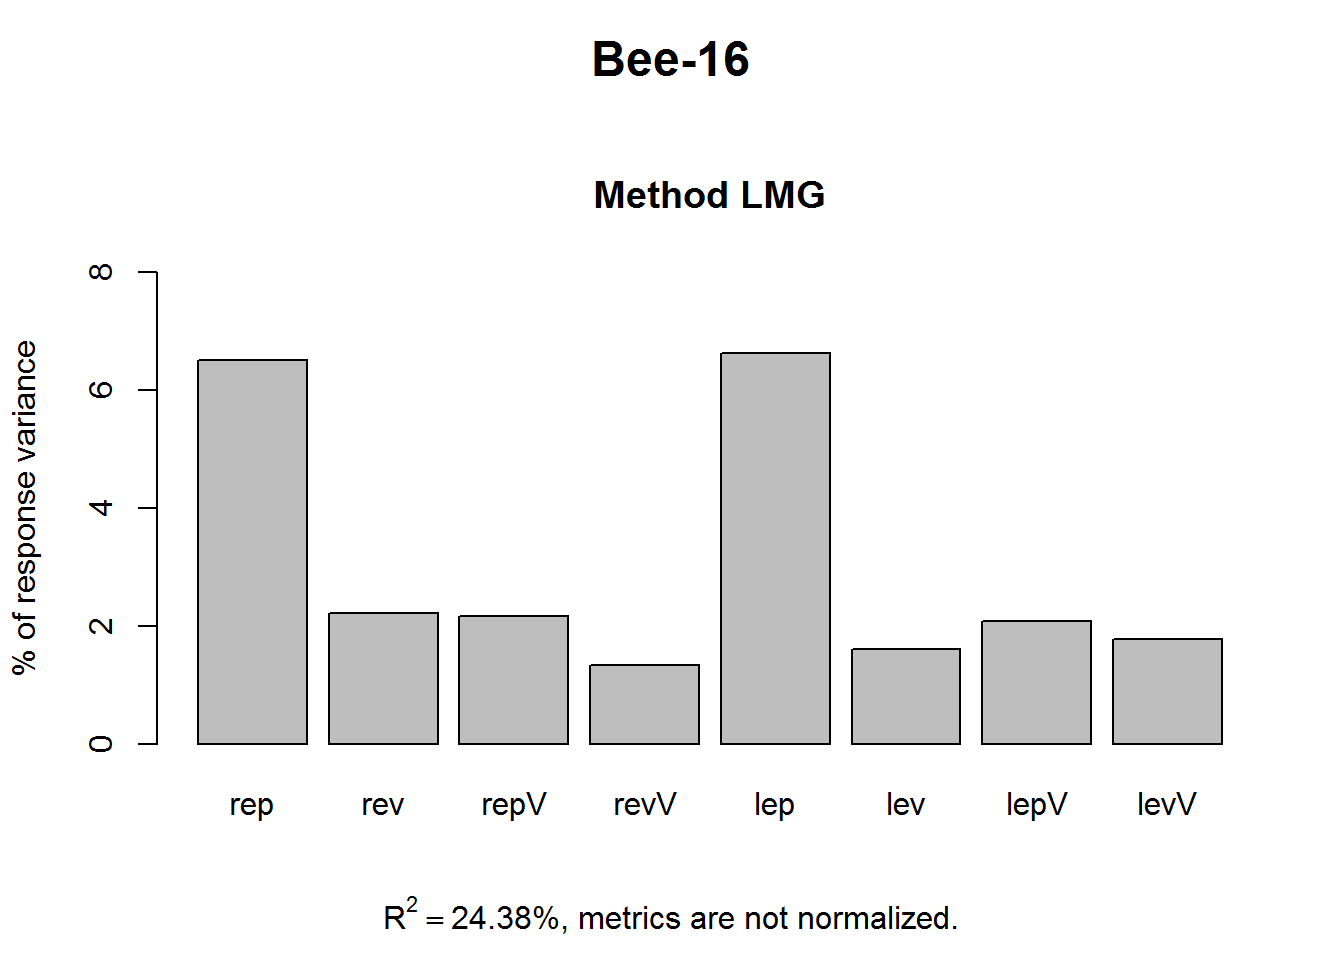 Bee-16
Method LMG
% of response variance
8
6
4
2
0
rep rev repV revV lep lev lepV levV
R² = 24.38%, metrics are not normalized.